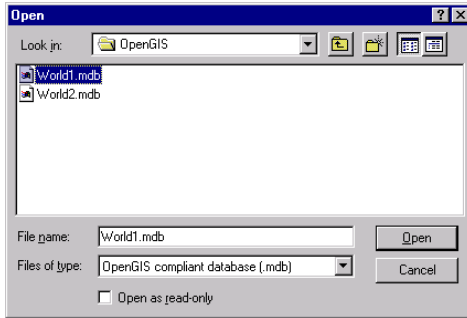 Open
Look in: OpenGIS
World1.mdb
World2.mdb
File name: World1.mdb Open
Files of type: OpenGIS compliant database (.mdb) Cancel
Open as read-only